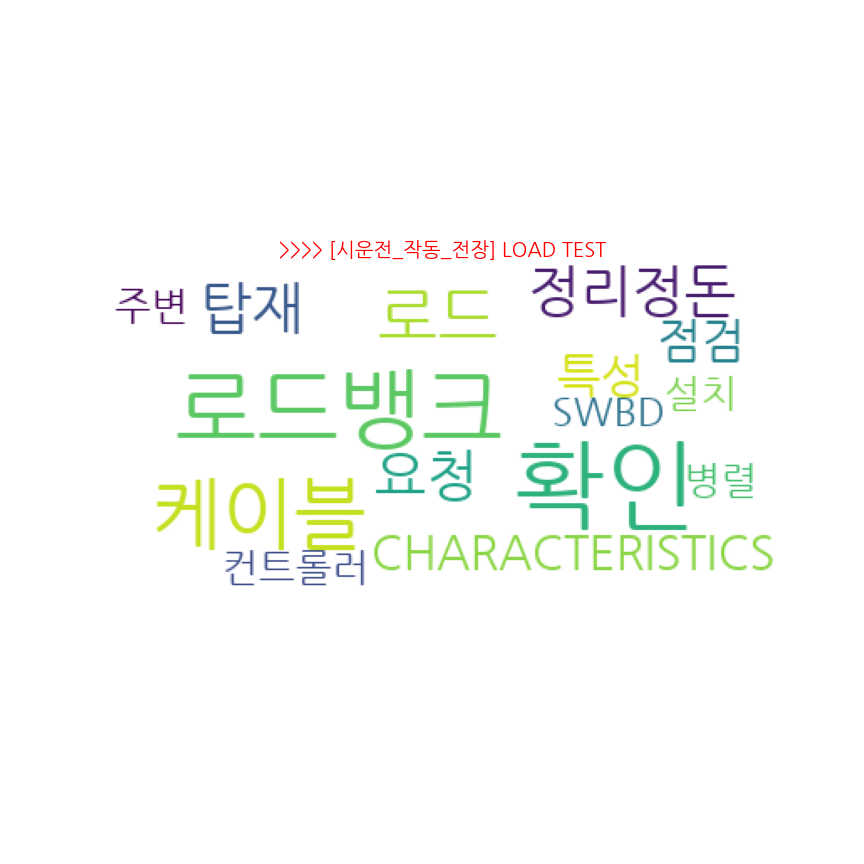 >>>> [시운전_작동_전장] LOAD TEST
정리정돈
주변
탑재
로드
점검
특성
설치
로드뱅크
SWBD
요청
확인
병렬
케이블
컨트롤러
CHARACTERISTICS